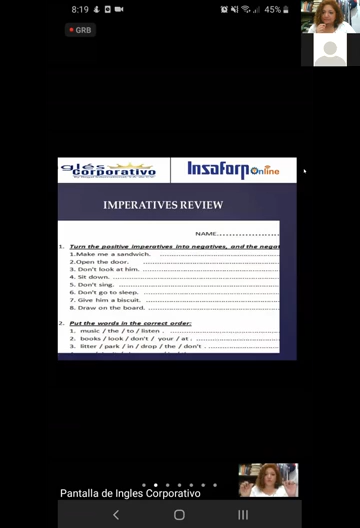 8:19
45%
GRB
glés
Corporativo
Insaforp Online
IMPERATIVES REVIEW
NAME
1. Turn the positive imperatives into negatives, and the negat
1.Make me a sandwich.
2.Open the door.
3. Don't look at him.
4. Sit down.
5. Don't sing.
6. Don't go to sleep.
7. Give him a biscuit.
8. Draw on the board.
2. Put the words in the correct order:
1. music / the / to / listen .
2. books / look / don't / your / at .
3. litter / park / in / drop / the / don't .
Pantalla de Ingles Corporativo